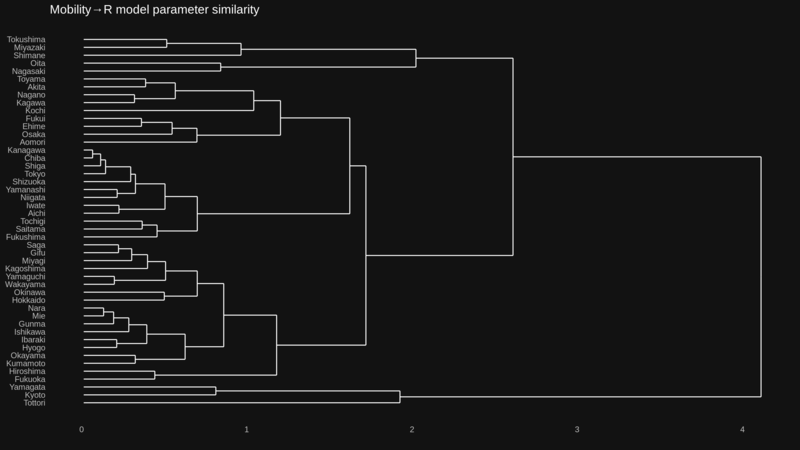 Mobility→R model parameter similarity
Tokushima
Miyazaki
Shimane
Oita
Nagasaki
Toyama
Akita
Nagano
Kagawa
Kochi
Fukui
Ehime
Osaka
Aomori
Kanagawa
Chiba
Shiga
Tokyo
Shizuoka
Yamanashi
Niigata
Iwate
Aichi
Tochigi
Saitama
Fukushima
Saga
Gifu
Miyagi
Kagoshima
Yamaguchi
Wakayama
Okinawa
Hokkaido
Nara
Mie
Gunma
Ishikawa
Ibaraki
Hyogo
Okayama
Kumamoto
Hiroshima
Fukuoka
Yamagata
Kyoto
Tottori
0 1 2 3 4